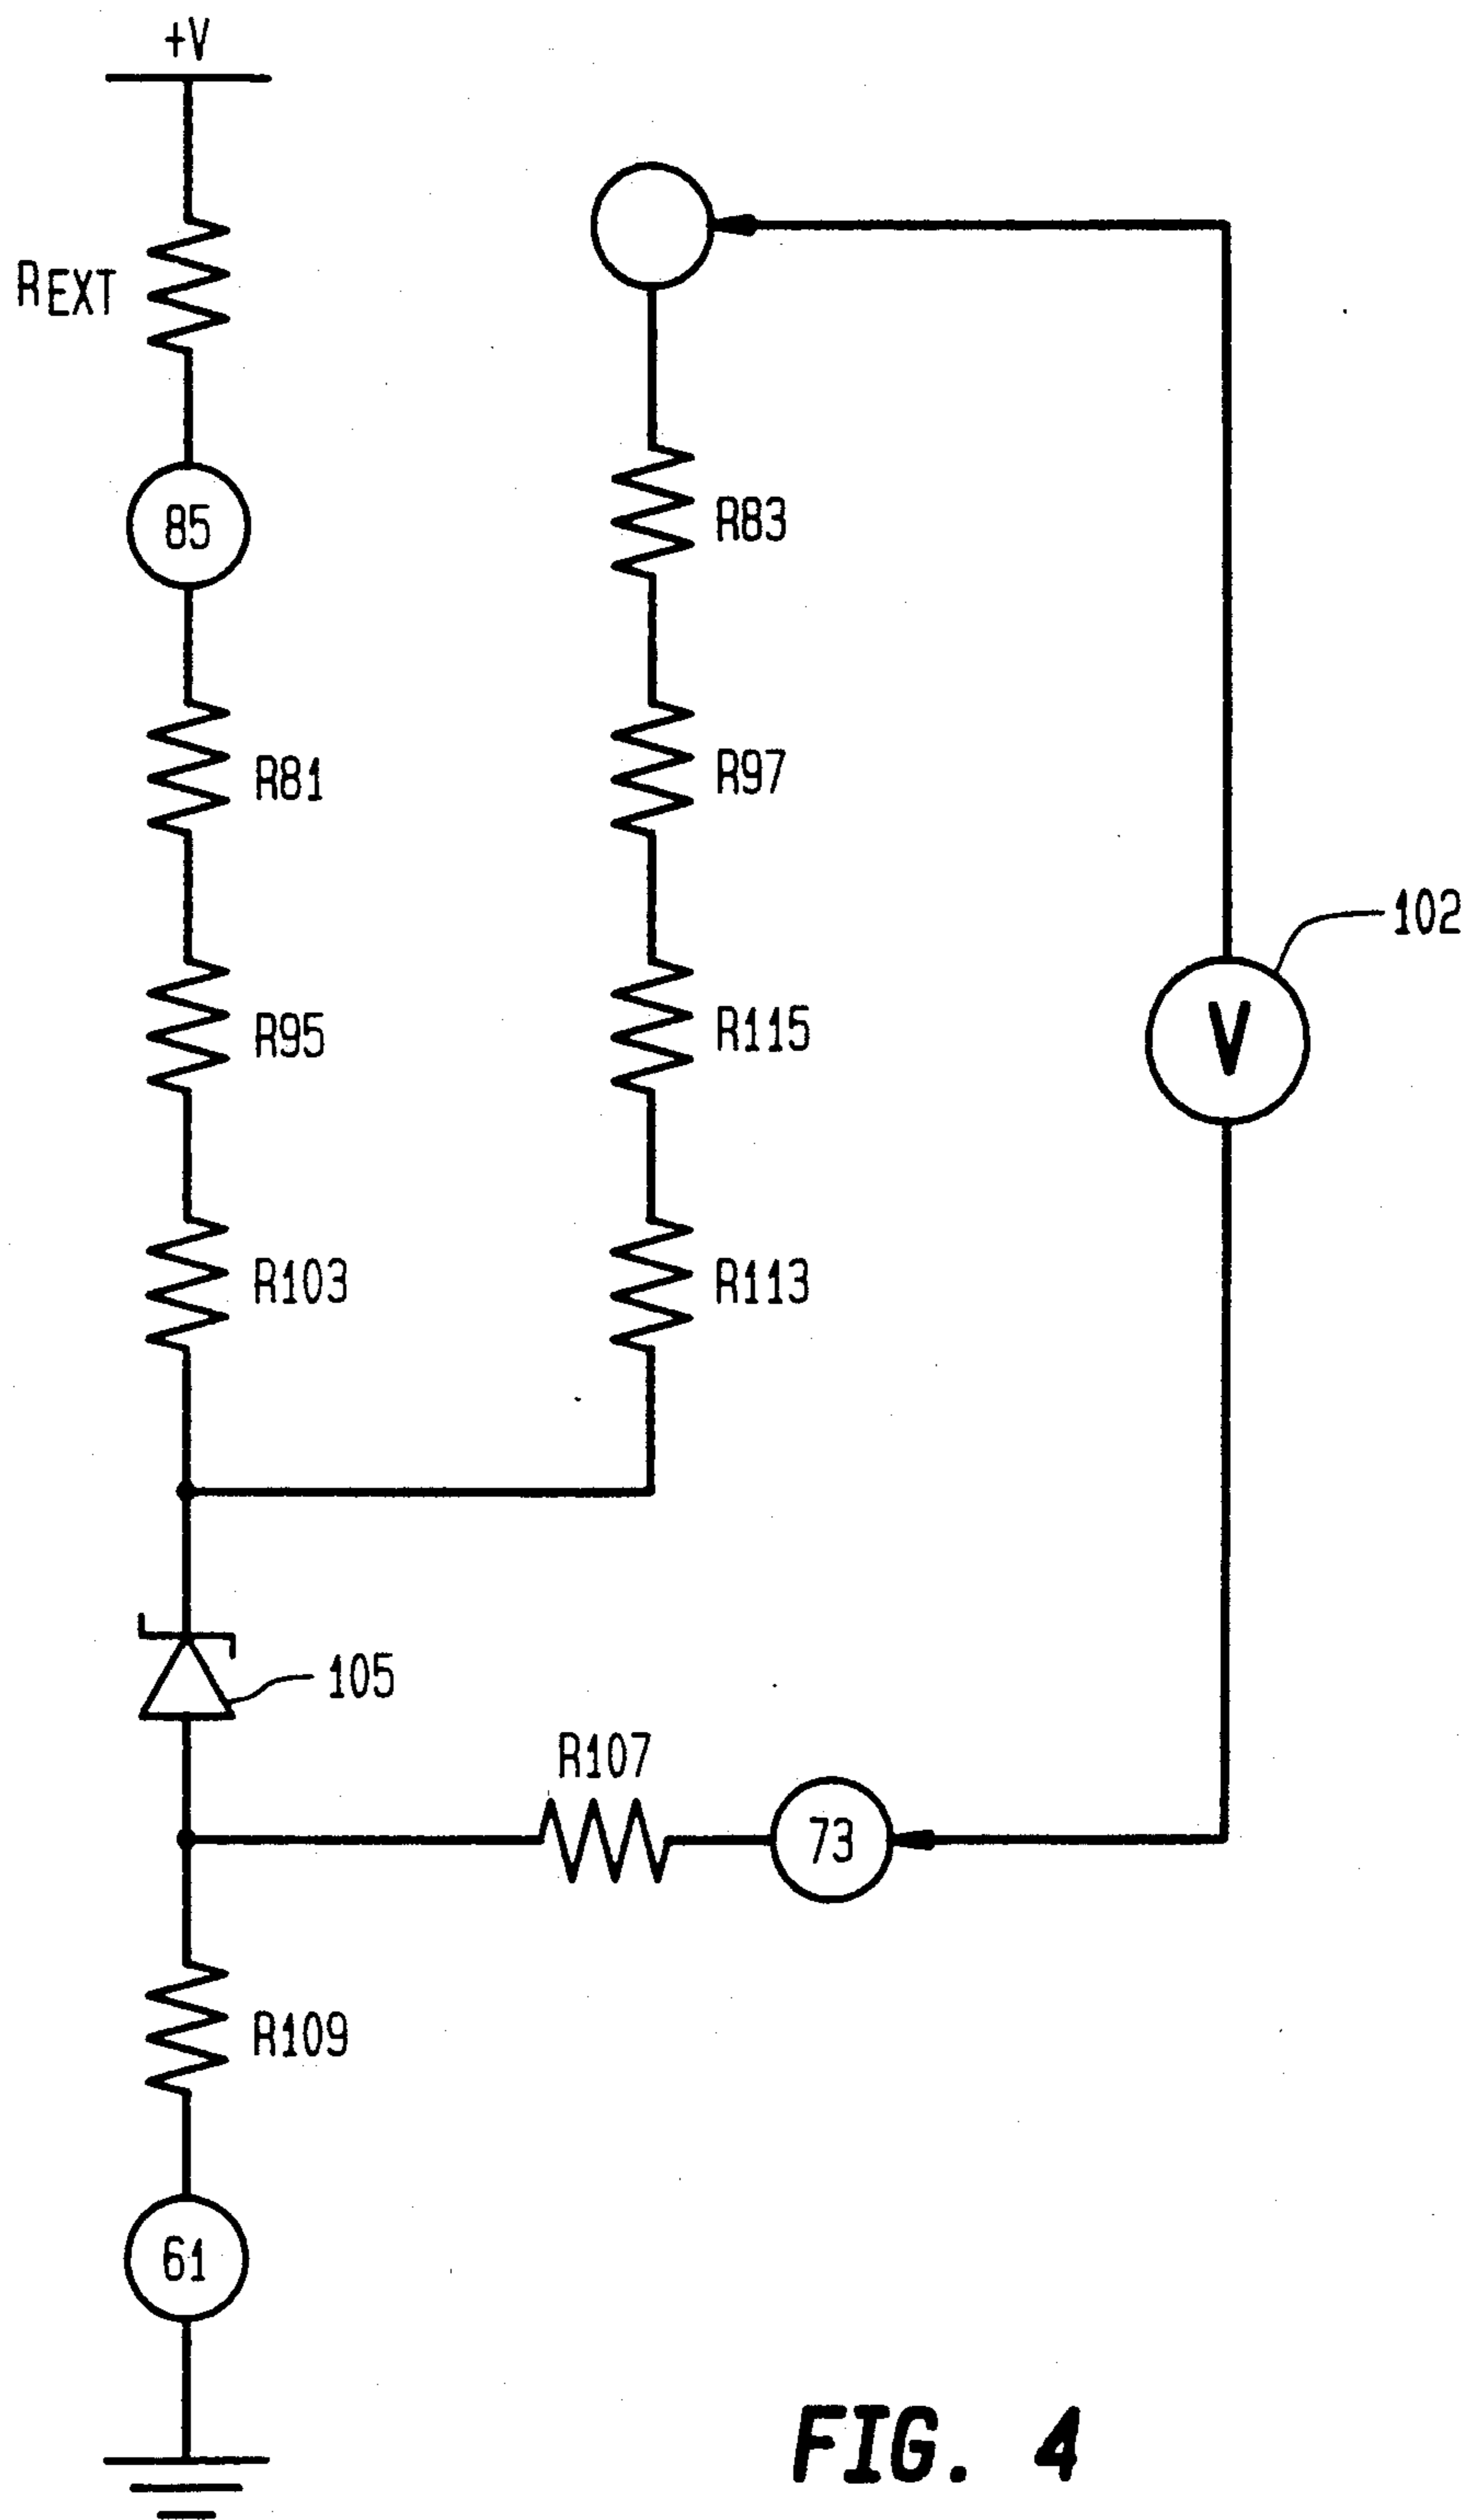 +V
REXT
85
R83
R81
R97
102
V
R95
R115
R103
R113
105
R107
73
R109
61
FIG. 4